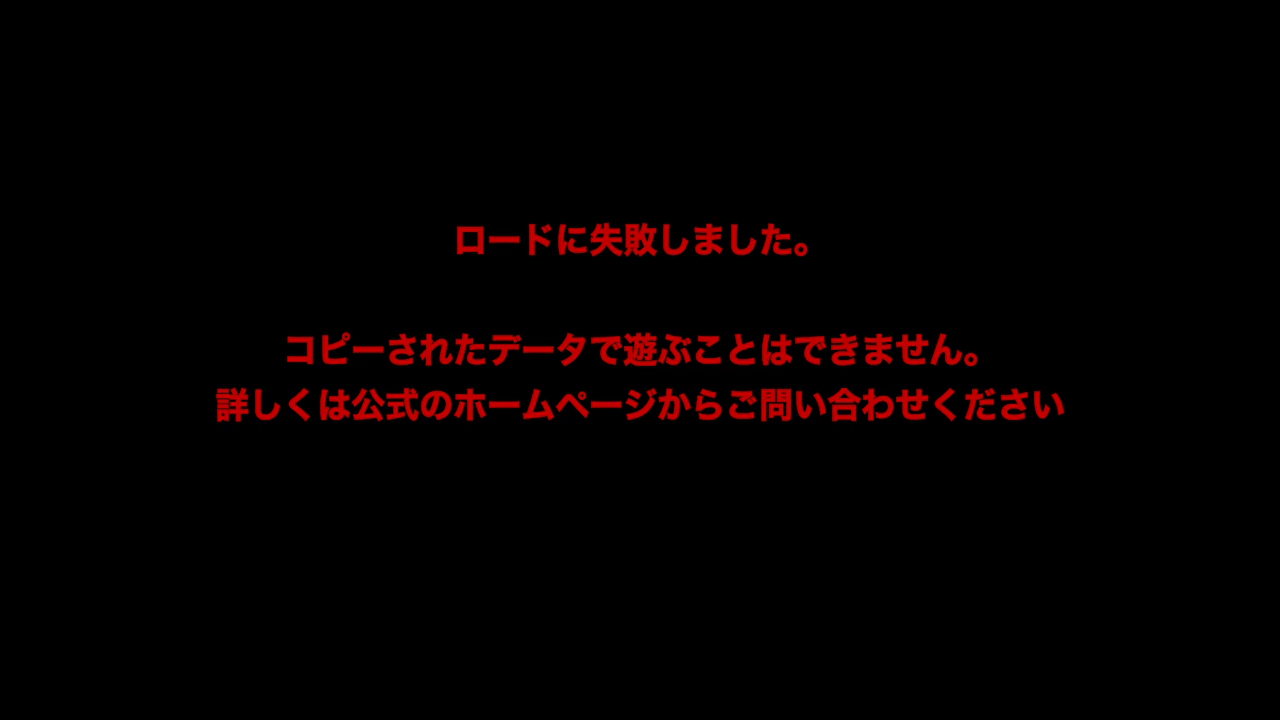 ロードに失敗しました。
コピーされたデータで遊ぶことはできません。
詳しくは公式のホームページからご問い合わせください